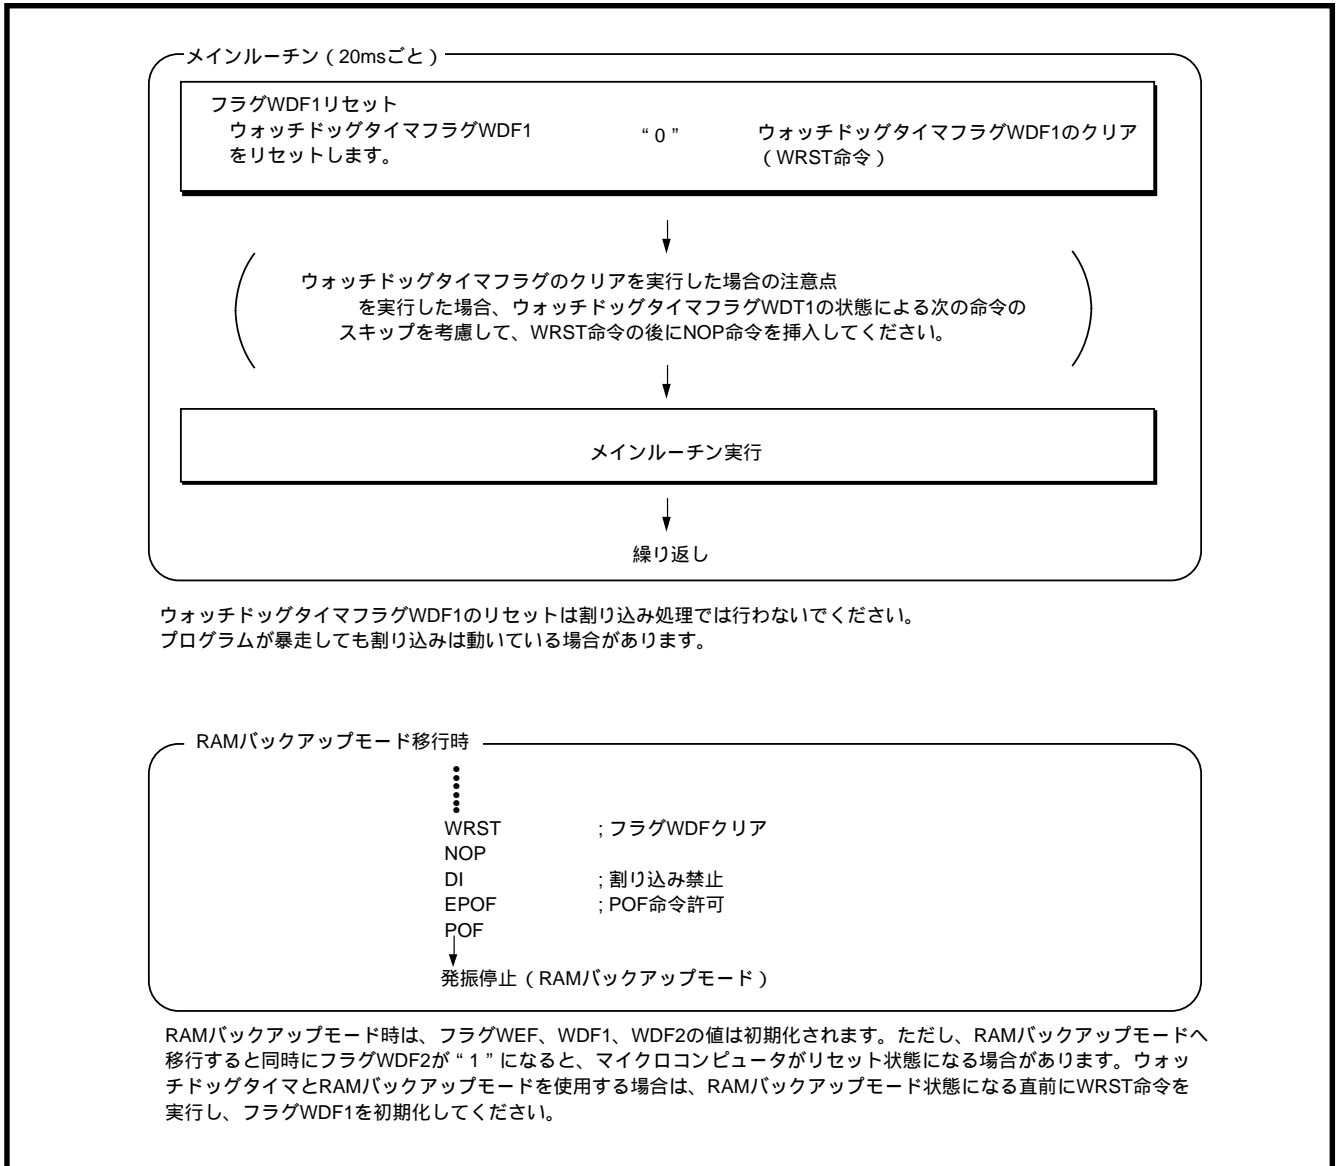 メインルーチン（20msごと）
フラグWDF1リセット
ウォッチドッグタイマフラグWDF1 “0” ウォッチドッグタイマフラグWDF1のクリア
をリセットします。 （WRST命令）
ウォッチドッグタイマフラグのクリアを実行した場合の注意点
を実行した場合、ウォッチドッグタイマフラグWDT1の状態による次の命令の
スキップを考慮して、WRST命令の後にNOP命令を挿入してください。
メインルーチン実行
繰り返し
ウォッチドッグタイマフラグWDF1のリセットは割り込み処理では行わないでください。
プログラムが暴走しても割り込みは動いている場合があります。
RAMバックアップモード移行時
WRST ; フラグWDFクリア
NOP
DI ; 割り込み禁止
EPOF ; POF命令許可
POF
発振停止（RAMバックアップモード）
RAMバックアップモード時は、フラグWEF、WDF1、WDF2の値は初期化されます。ただし、RAMバックアップモードへ
移行すると同時にフラグWDF2が“1”になると、マイクロコンピュータがリセット状態になる場合があります。ウォッ
チドッグタイマとRAMバックアップモードを使用する場合は、RAMバックアップモード状態になる直前にWRST命令を
実行し、フラグWDF1を初期化してください。